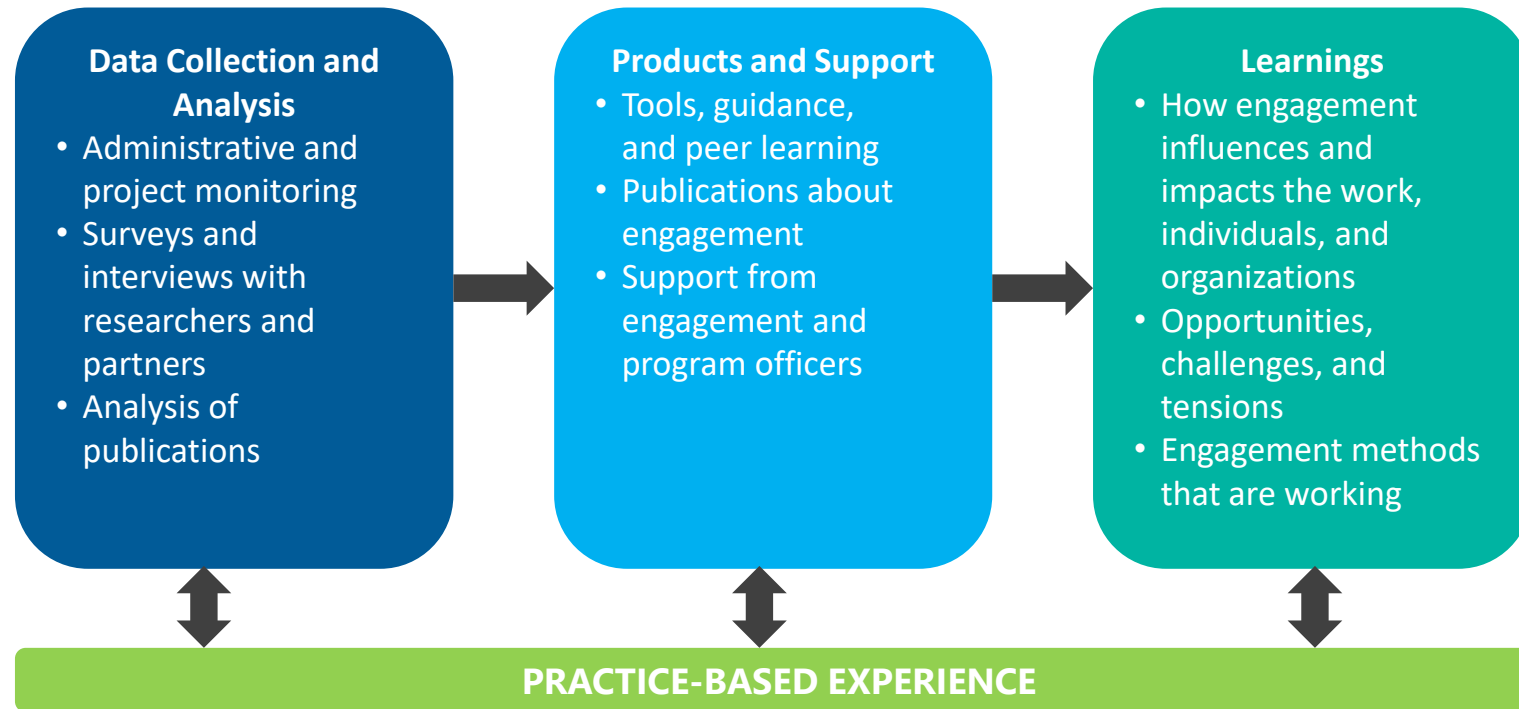 Data Collection and
Analysis
• Administrative and
project monitoring
• Surveys and
interviews with
researchers and
partners
• Analysis of
publications
Products and Support
• Tools, guidance,
and peer learning
• Publications about
engagement
• Support from
engagement and
program officers
Learnings
• How engagement
influences and
impacts the work,
individuals, and
organizations
• Opportunities,
challenges, and
tensions
• Engagement methods
that are working
PRACTICE-BASED EXPERIENCE